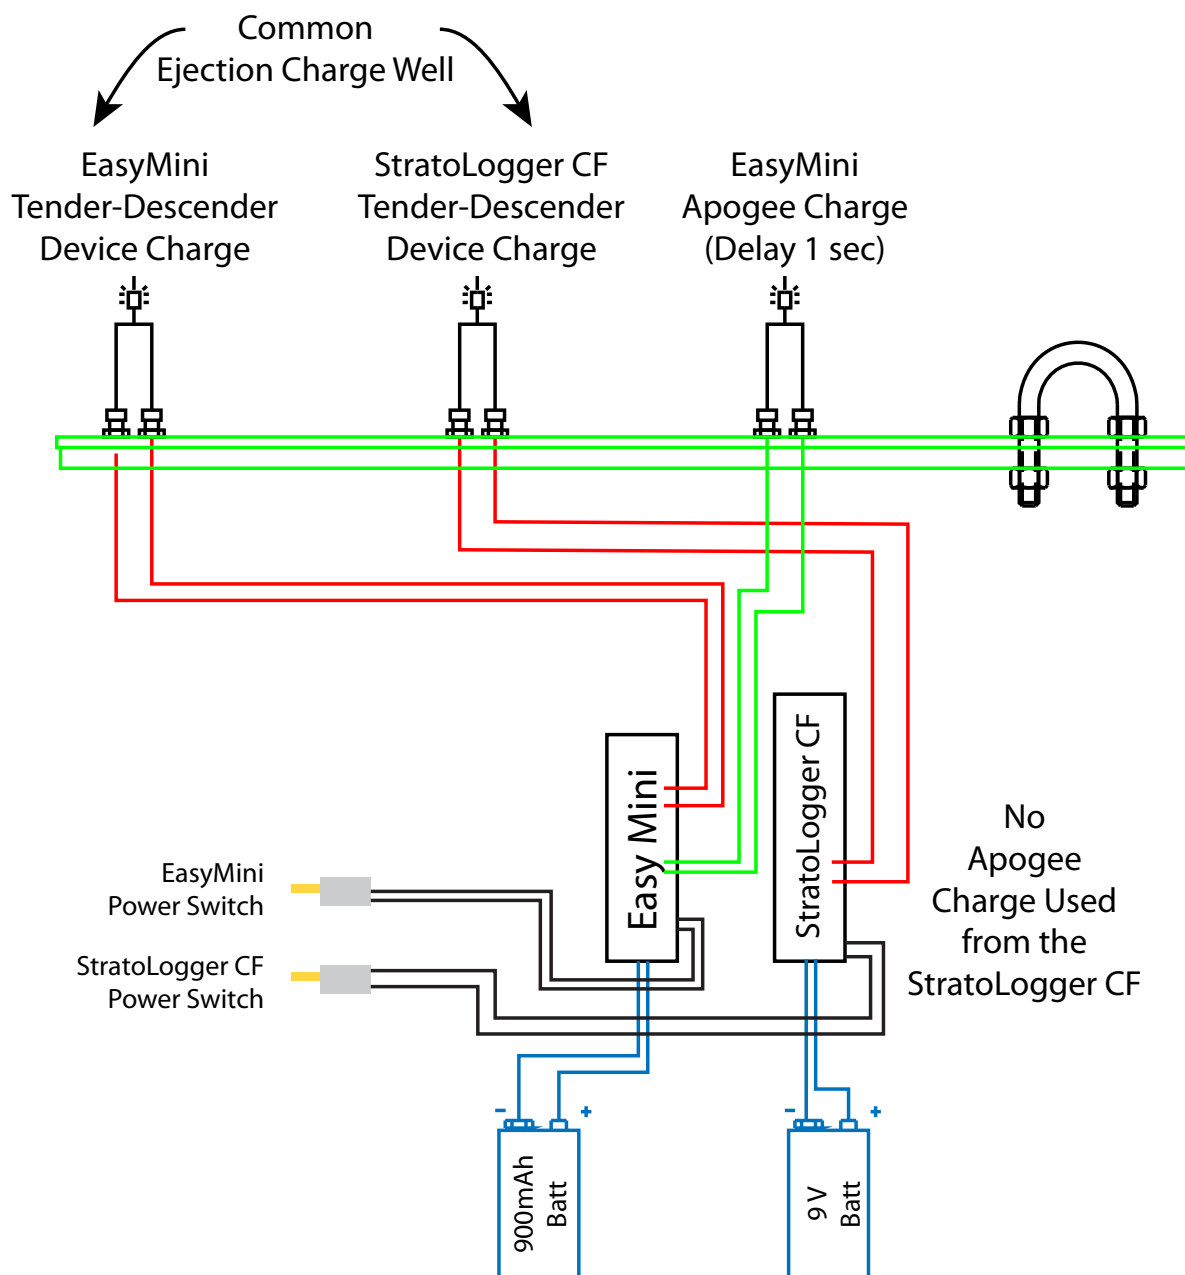 Common
Ejection Charge Well
EasyMini
Tender-Descender
Device Charge
StratoLogger CF
Tender-Descender
Device Charge
EasyMini
Apogee Charge
(Delay 1 sec)
Easy Mini
StratoLogger CF
No
Apogee
Charge Used
from the
StratoLogger CF
EasyMini
Power Switch
StratoLogger CF
Power Switch
- +
900mAh
Batt
- +
9 V
Batt